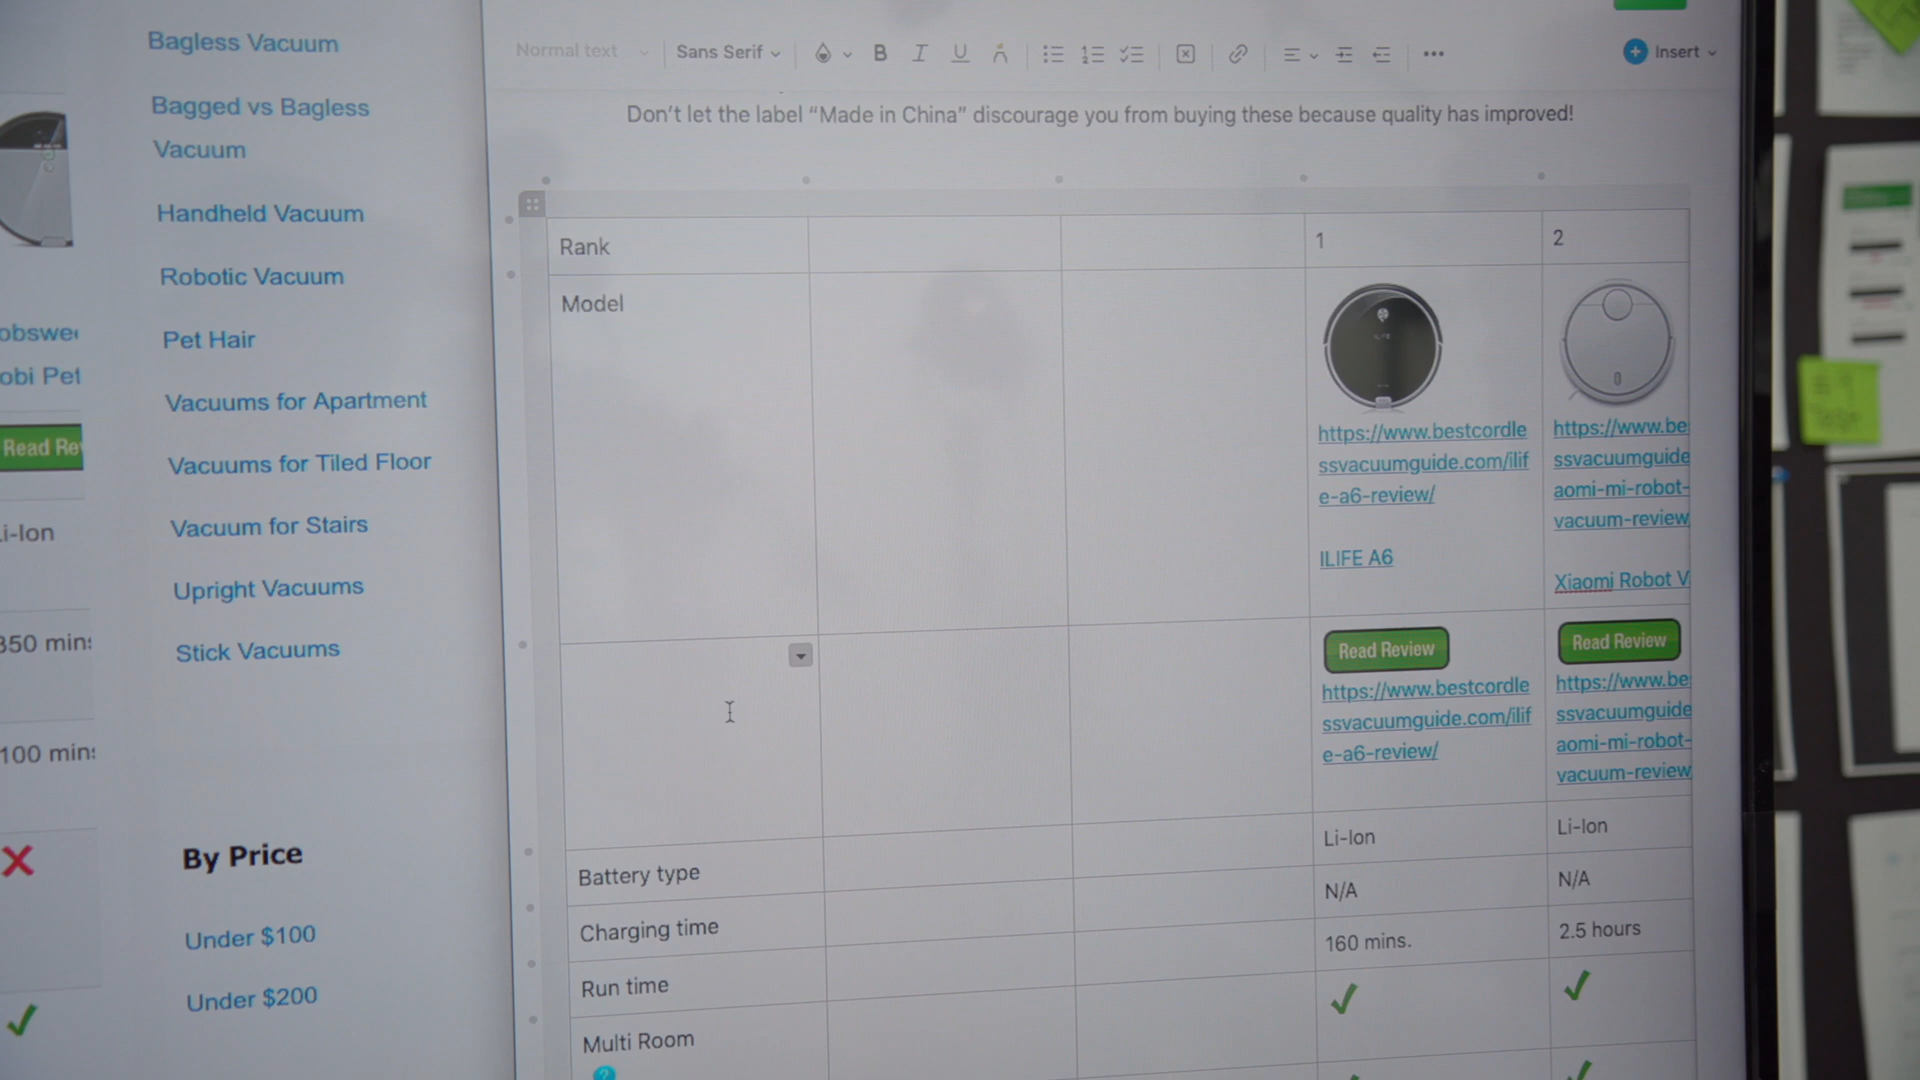 Bagless Vacuum
Bagged vs Bagless
Vacuum
Handheld Vacuum
Robotic Vacuum
Pet Hair
Vacuums for Apartment
Vacuums for Tiled Floor
Vacuum for Stairs
Upright Vacuums
Stick Vacuums
By Price
Under $100
Under $200
obi Pet
Read Re
Li-Ion
350 min
100 min
Normal text
Sans Serif
B I U
Insert
Don't let the label “Made in China” discourage you from buying these because quality has improved!
Rank 1 2
Model
https://www.bestcordle
ssvacuumguide.com/ilif
e-a6-review/
ILIFE A6
https://www.be
ssvacuumguide
aomi-mi-robot-
vacuum-review
Xiaomi Robot V
Read Review
https://www.bestcordle
ssvacuumguide.com/ilif
e-a6-review/
Read Review
https://www.be
ssvacuumguide
aomi-mi-robot-
vacuum-review
Battery type Li-Ion Li-Ion
Charging time N/A N/A
Run time 160 mins. 2.5 hours
Multi Room
?